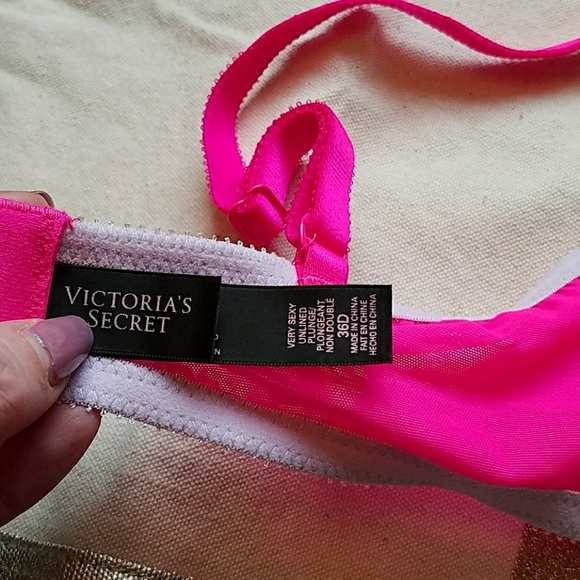 VICTORIA'S
SECRET
VERY SEXY
UNLINED
PLUNGE/
PLONGEANT
NON DOUBLÉ
36D
MADE IN CHINA
FAIT EN CHINE
HECHO EN CHINA